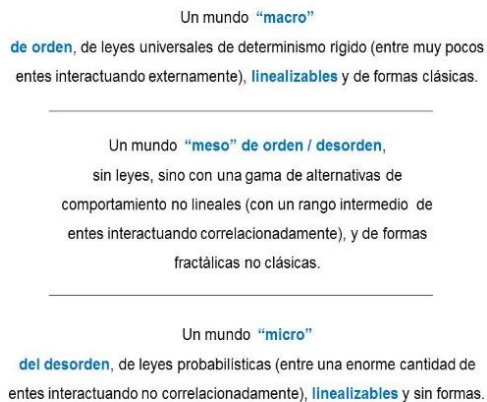 Un mundo “macro”
de orden, de leyes universales de determinismo rígido (entre muy pocos
entes interactuando externamente), linealizables y de formas clásicas.
Un mundo “meso” de orden / desorden,
sin leyes, sino con una gama de alternativas de
comportamiento no lineales (con un rango intermedio de
entes interactuando correlacionadamente), y de formas
fractàlicas no clásicas.
Un mundo “micro”
del desorden, de leyes probabilísticas (entre una enorme cantidad de
entes interactuando no correlacionadamente), linealizables y sin formas.